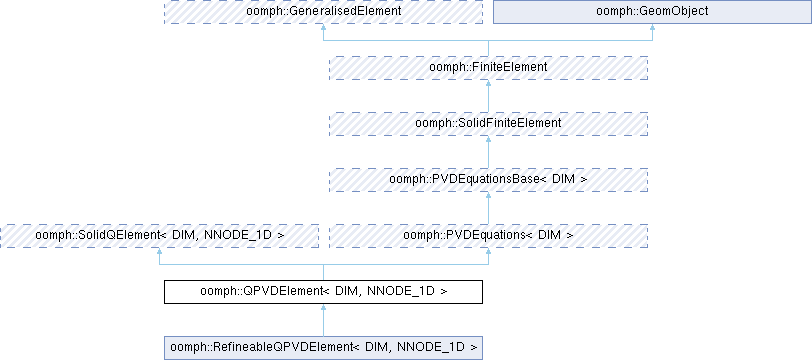 oomph::GeneralisedElement
oomph::GeomObject
oomph::FiniteElement
oomph::SolidFiniteElement
oomph::PVDEquationsBase< DIM >
oomph::SolidQElement< DIM, NNODE_1D >
oomph::PVDEquations< DIM >
oomph::QPVDElement< DIM, NNODE_1D >
oomph::RefineableQPVDElement< DIM, NNODE_1D >